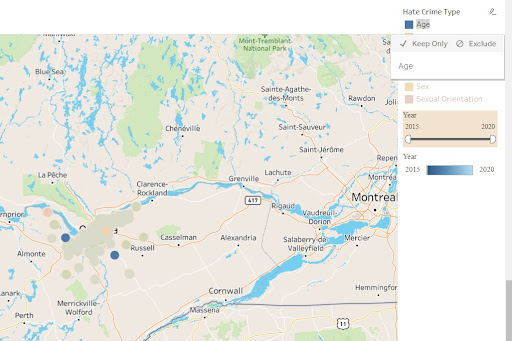 Hate Crime Type
Age
Keep Only
Exclude
Age
Sex
Sexual Orientation
Year
2015
2020
Year
2015
2020
Mont-Tremblant
National Park
Blue Sea
Sainte-Agathe-
des-Monts
Rawdon
Chénéville
Saint-Sauveur
Saint-Jérôme
La Pêche
Clarence-
Rockland
Grenville
Lachute
417
Rigaud
Vaudreuil-
Dorion
Montreal
Salaberry-de-
Valleyfield
Mercier
Almonte
Russell
Casselman
Alexandria
Merrickville-
Wolford
Perth
Cornwall
Massena
Hemmingfor
11